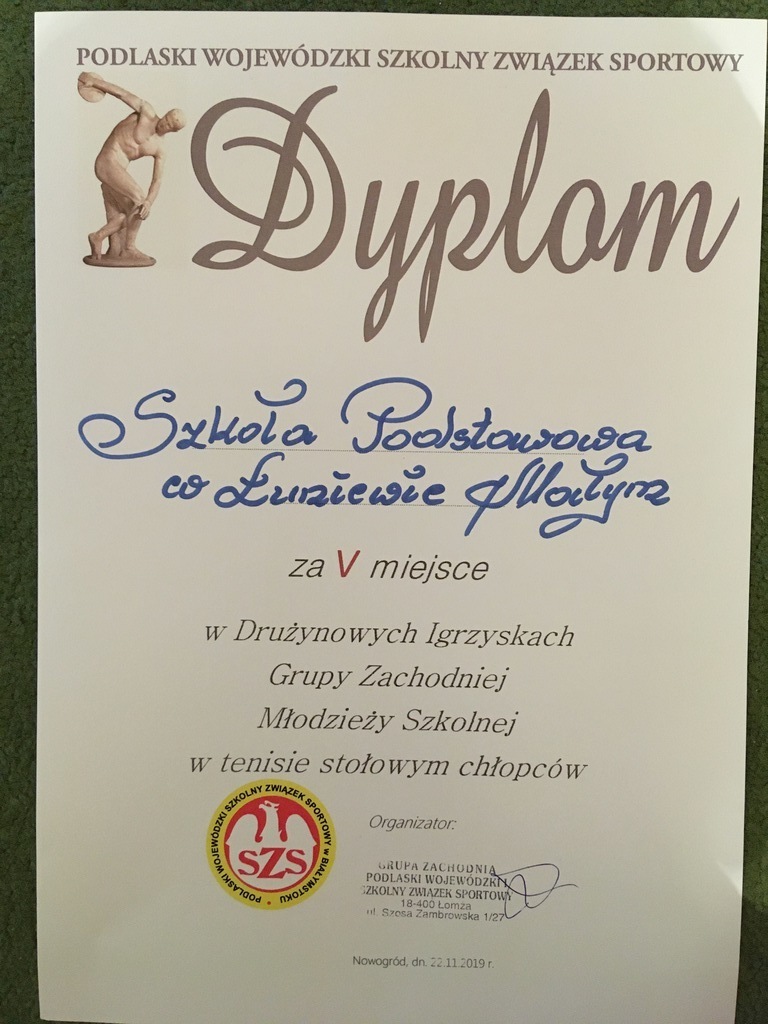 PODLASKI WOJEWÓDZKI SZKOLNY ZWIĄZEK SPORTOWY
Dyplom
Szkoła Podstawowa
w Łuniewie Małym
za V miejsce
w Drużynowych Igrzyskach
Grupy Zachodniej
Młodzieży Szkolnej
w tenisie stołowym chłopców
PODLASKI WOJEWÓDZKI SZKOLNY ZWIĄZEK SPORTOWY W BIAŁYMSTOKU
SZS
Organizator:
GRUPA ZACHODNIA
PODLASKI WOJEWÓDZKI
SZKOLNY ZWIĄZEK SPORTOWY
18-400 Łomża
ul. Szosa Zambrowska 1/27
Nowogród, dn. 22.11.2019 r.